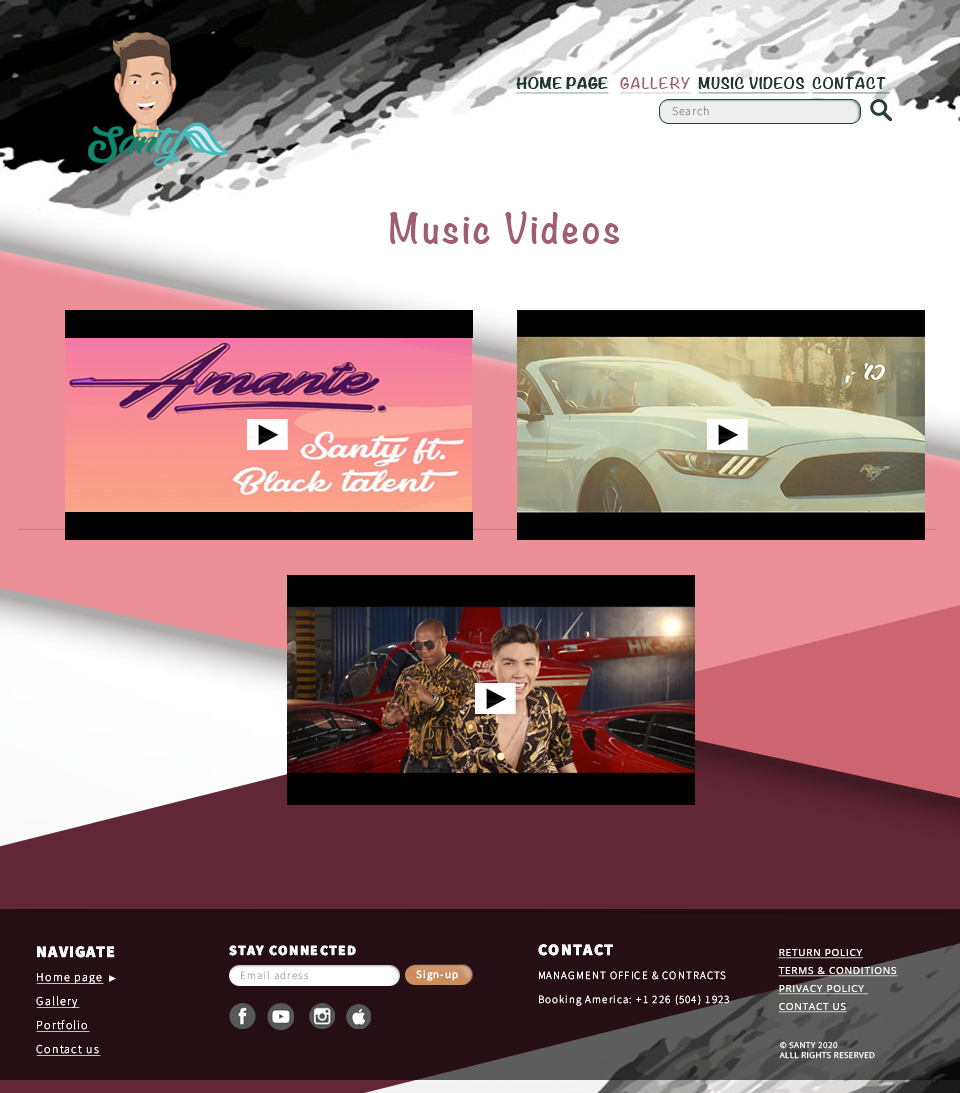 Santy
HOME PAGE GALLERY MUSIC VIDEOS CONTACT
Search
Music Videos
Amante
Santy ft.
Black talent
NAVIGATE
Home page ▶
Gallery
Portfolio
Contact us
STAY CONNECTED
Email adress
Sign-up
CONTACT
MANAGMENT OFFICE & CONTRACTS
Booking America: +1 226 (504) 1923
RETURN POLICY
TERMS & CONDITIONS
PRIVACY POLICY
CONTACT US
© SANTY 2020
ALLL RIGHTS RESERVED